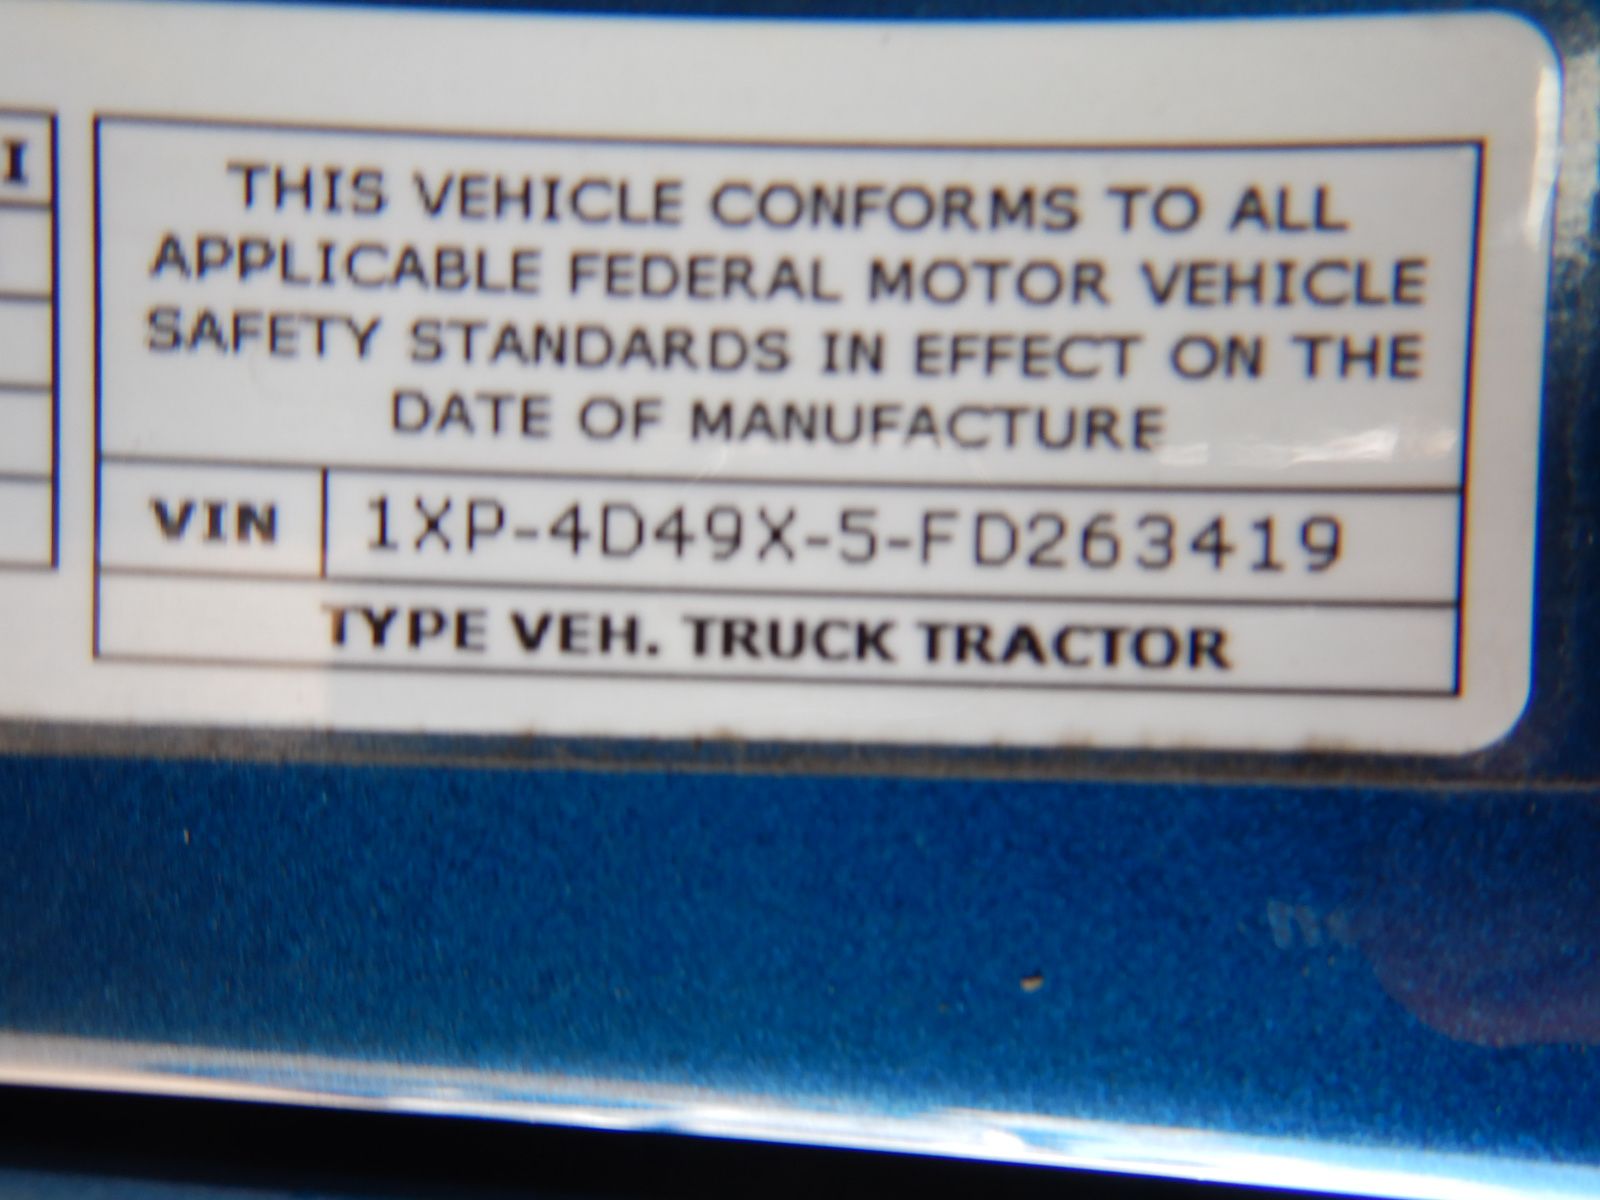 I
THIS VEHICLE CONFORMS TO ALL
APPLICABLE FEDERAL MOTOR VEHICLE
SAFETY STANDARDS IN EFFECT ON THE
DATE OF MANUFACTURE
VIN 1XP-4D49X-5-FD263419
TYPE VEH. TRUCK TRACTOR